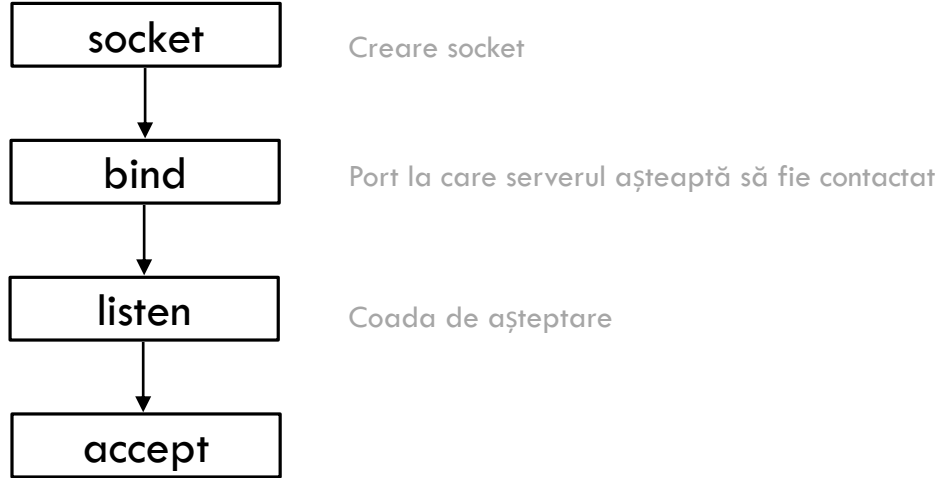 socket
Creare socket
bind
Port la care serverul așteaptă să fie contactat
listen
Coada de așteptare
accept